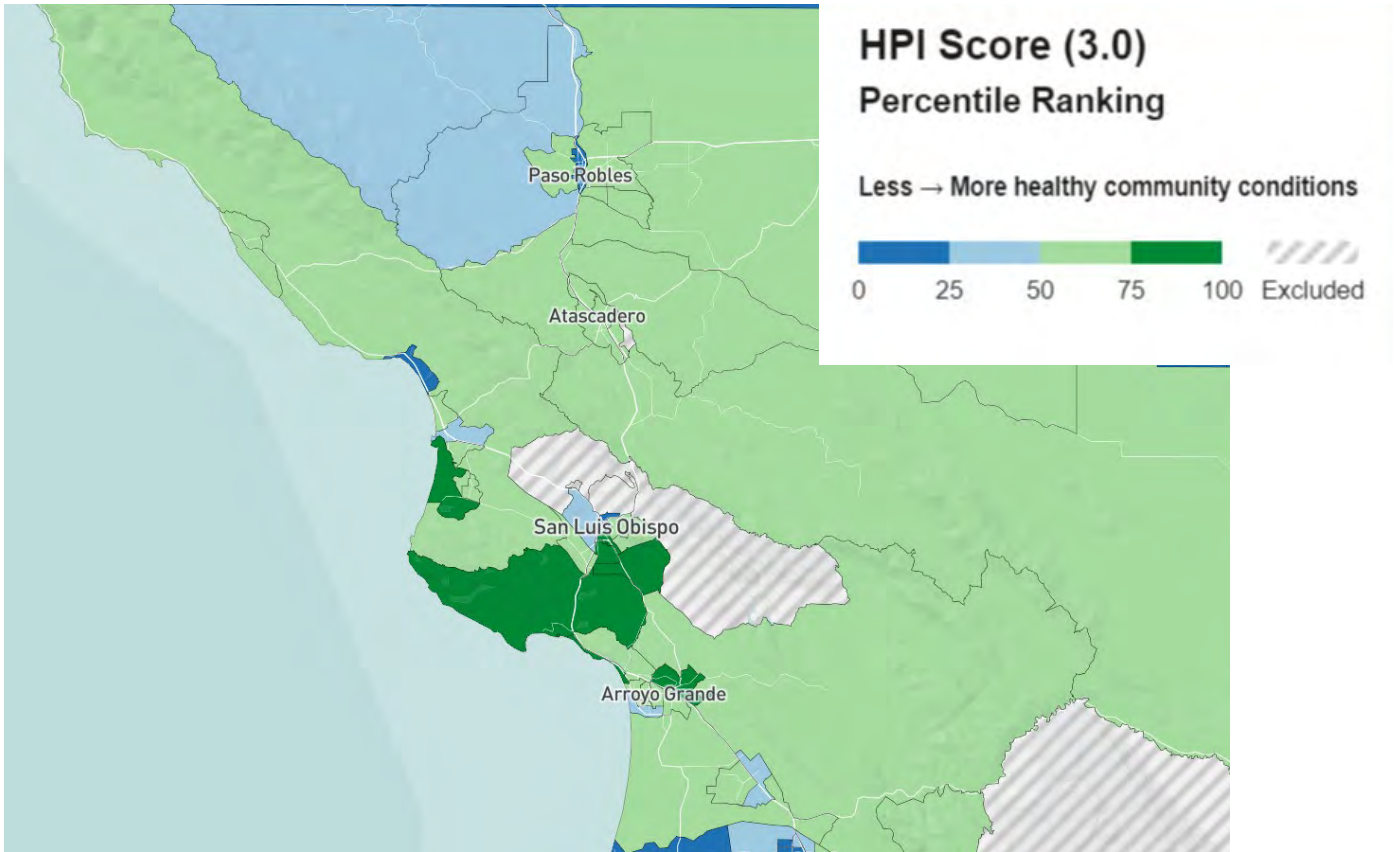 HPI Score (3.0)
Percentile Ranking
Less → More healthy community conditions
0 25 50 75 100 Excluded
Paso Robles
Atascadero
San Luis Obispo
Arroyo Grande